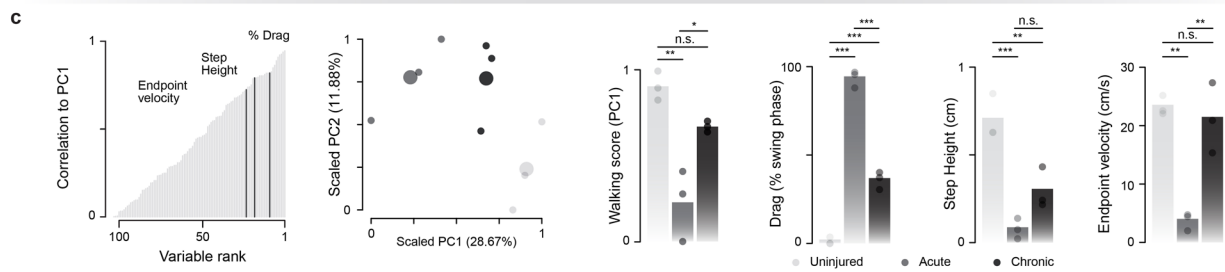 c
1
0
Correlation to PC1
% Drag
Step
Height
Endpoint
velocity
100
50
1
Variable rank
1
0
Scaled PC2 (11.88%)
0
1
Scaled PC1 (28.67%)
*
n.s.
**
1
0
Walking score (PC1)
1
***
***
***
100
0
Drag (% swing phase)
1
n.s.
**
***
1
0
Step Height (cm)
**
n.s.
**
30
20
10
0
Endpoint velocity (cm/s)
Uninjured
Acute
Chronic